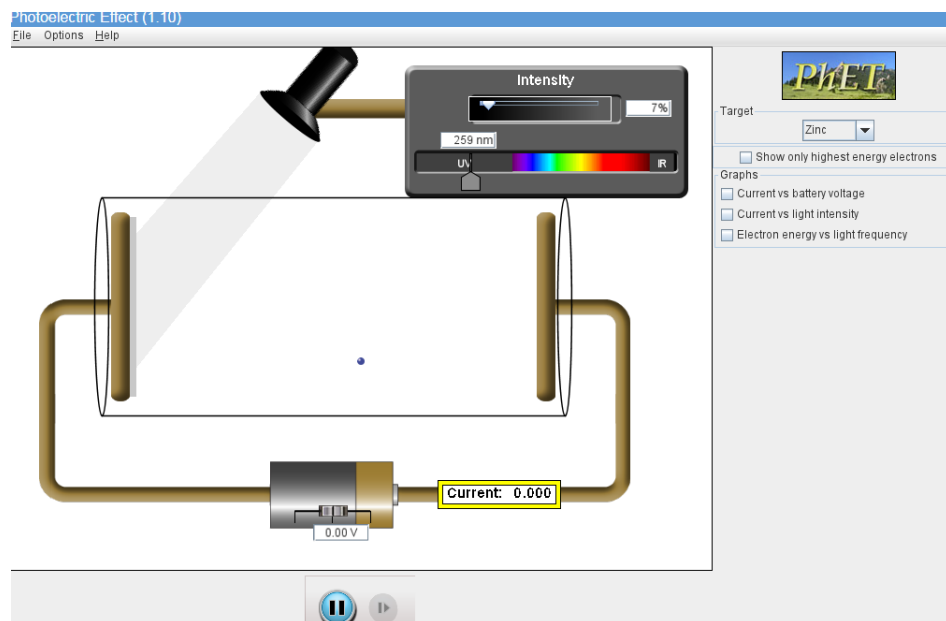 Photoelectric Effect (1.10)
File Options Help
Intensity
7%
259 nm
UV
IR
PhET
Target
Zinc
Show only highest energy electrons
Graphs
Current vs battery voltage
Current vs light intensity
Electron energy vs light frequency
Current: 0.000
0.00 V